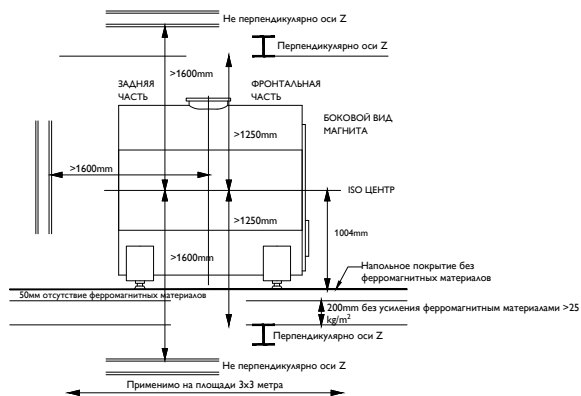 Не перпендикулярно оси Z
Перпендикулярно оси Z
>1600mm
ЗАДНЯЯ
ЧАСТЬ
ФРОНТАЛЬНАЯ
ЧАСТЬ
БОКОВОЙ ВИД
МАГНИТА
>1250mm
>1600mm
ISO ЦЕНТР
>1250mm
1004mm
>1600mm
Напольное покрытие без
ферромагнитных материалов
50мм отсутствие ферромагнитных материалов
200mm без усиления ферромагнитным материалами >25
kg/m²
Перпендикулярно оси Z
Не перпендикулярно оси Z
Применимо на площади 3x3 метра